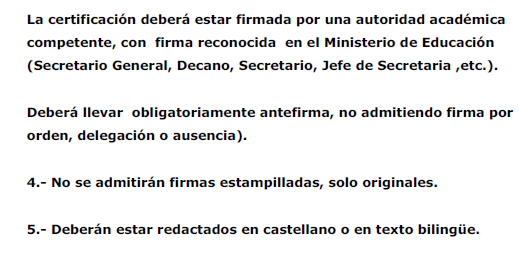 La certificación deberá estar firmada por una autoridad académica
competente, con  firma reconocida  en el Ministerio de Educación
(Secretario General, Decano, Secretario, Jefe de Secretaria ,etc.).
Deberá llevar  obligatoriamente antefirma, no admitiendo firma por
orden, delegación o ausencia).
4.- No se admitirán firmas estampilladas, solo originales.
5.- Deberán estar redactados en castellano o en texto bilingüe.